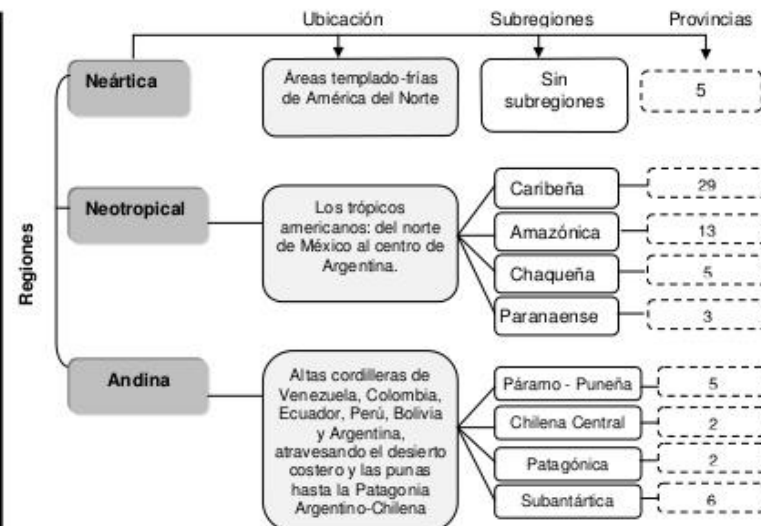 Ubicación Subregiones Provincias
Neártica
Áreas templado-frías
de América del Norte
Sin
subregiones
5
Regiones
Neotropical
Los trópicos
americanos: del norte
de México al centro de
Argentina.
Caribeña 29
Amazónica 13
Chaqueña 5
Paranaense 3
Andina
Altas cordilleras de
Venezuela, Colombia,
Ecuador, Perú, Bolivia
y Argentina,
atravesando el desierto
costero y las punas
hasta la Patagonia
Argentino-Chilena
Páramo - Puneña 5
Chilena Central 2
Patagónica 2
Subantártica 6